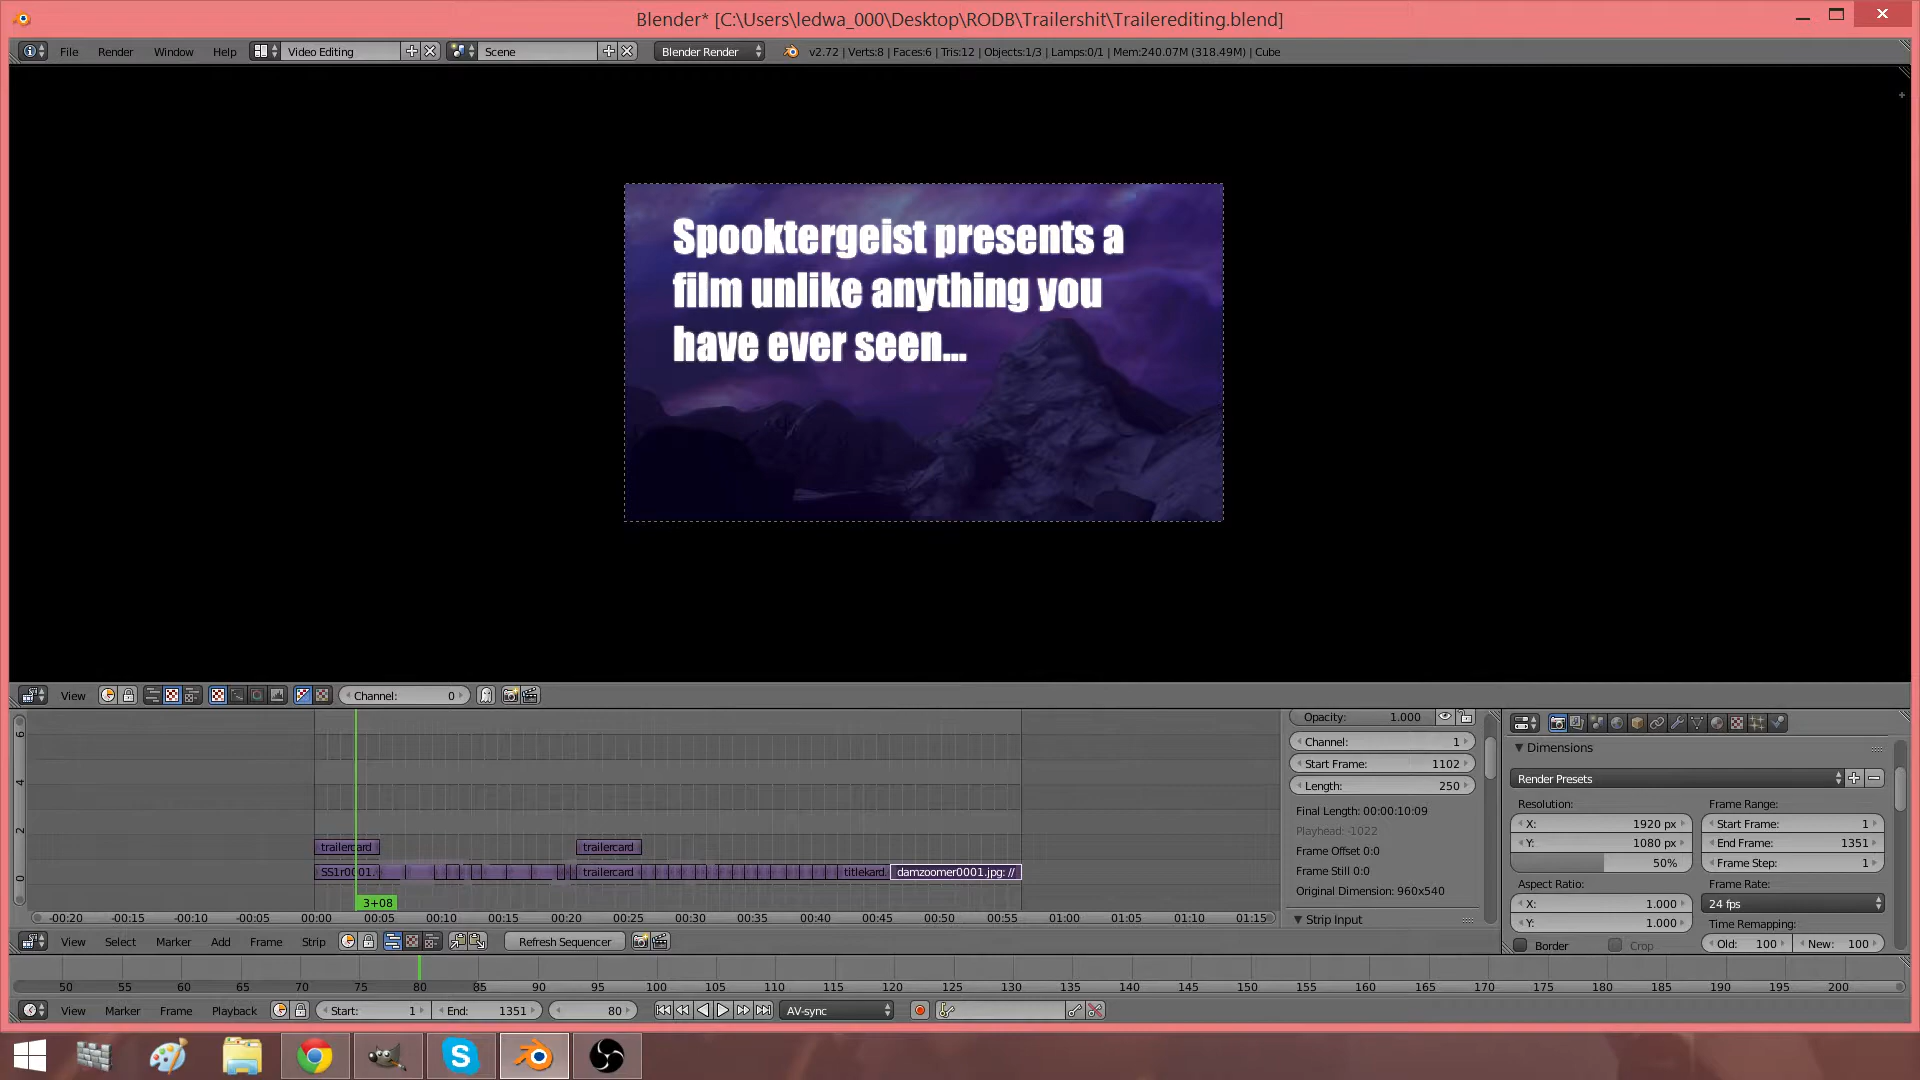 Blender* [C:\Users\ledwa_000\Desktop\RODB\Trailershit\Trailerediting.blend]
File Render Window Help Video Editing Scene Blender Render v2.72 | Verts:8 | Faces:6 | Tris:12 | Objects:1/3 | Lamps:0/1 | Mem:240.07M (318.49M) | Cube
Spooktergeist presents a
film unlike anything you
have ever seen...
View Channel: 0
6
4
2
0
trailercard trailercard
SS1r0001. trailercard titlekard. damzoomer0001.jpg: //
3+08
-00:20 -00:15 -00:10 -00:05 00:00 00:05 00:10 00:15 00:20 00:25 00:30 00:35 00:40 00:45 00:50 00:55 01:00 01:05 01:10 01:15
Opacity: 1.000
Channel: 1
Start Frame: 1102
Length: 250
Final Length: 00:00:10:09
Playhead: -1022
Frame Offset 0:0
Frame Still 0:0
Original Dimension: 960x540
Strip Input
Dimensions
Render Presets
Resolution: Frame Range:
X: 1920 px Start Frame: 1
Y: 1080 px End Frame: 1351
50% Frame Step: 1
Aspect Ratio: Frame Rate:
X: 1.000 24 fps
Y: 1.000 Time Remapping:
Border Crop Old: 100 New: 100
View Select Marker Add Frame Strip Refresh Sequencer
50 55 60 65 70 75 80 85 90 95 100 105 110 115 120 125 130 135 140 145 150 155 160 165 170 175 180 185 190 195 200
View Marker Frame Playback Start: 1 End: 1351 80 AV-sync